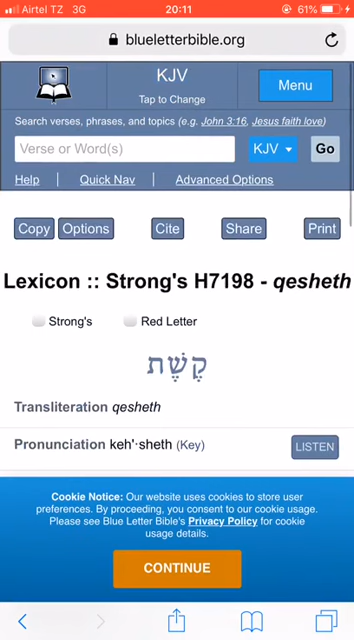 Airtel TZ 3G 20:11 61%
blueletterbible.org
KJV
Tap to Change
Menu
Search verses, phrases, and topics (e.g. John 3:16, Jesus faith love)
Verse or Word(s) KJV Go
Help | Quick Nav | Advanced Options
Copy Options Cite Share Print
Lexicon :: Strong's H7198 - qesheth
Strong's Red Letter
קֶשֶׁת
Transliteration qesheth
Pronunciation keh'·sheth (Key) LISTEN
Cookie Notice: Our website uses cookies to store user
preferences. By proceeding, you consent to our cookie usage.
Please see Blue Letter Bible's Privacy Policy for cookie
usage details.
CONTINUE